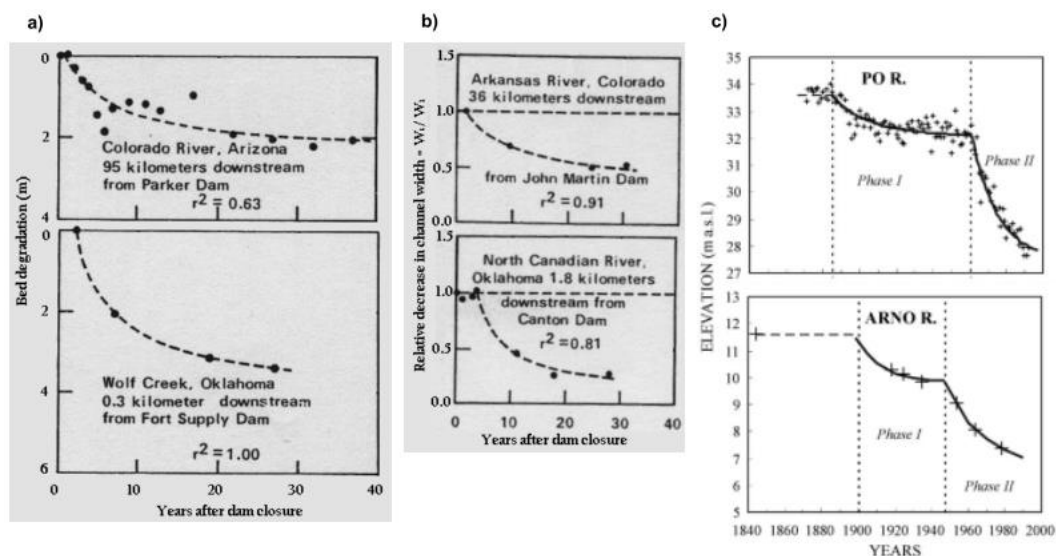 a)
0
2
4
Colorado River, Arizona
95 kilometers downstream
from Parker Dam
r² = 0.63
Bed degradation (m)
0
2
4
6
Wolf Creek, Oklahoma
0.3 kilometer downstream
from Fort Supply Dam
r² = 1.00
0 10 20 30 40
Years after dam closure
b)
1.5
1.0
0.5
0.0
Arkansas River, Colorado
36 kilometers downstream
from John Martin Dam
r² = 0.91
Relative decrease in channel width = Wₜ/ W₁
1.0
0.5
0.0
North Canadian River,
Oklahoma 1.8 kilometers
downstream from
Canton Dam
r² = 0.81
0 10 20 30 40
Years after dam closure
c)
35
34
33
32
31
30
29
28
27
PO R.
Phase I
Phase II
ELEVATION (m a.s.l.)
13
12
11
10
9
8
7
6
5
ARNO R.
Phase I
Phase II
1840 1860 1880 1900 1920 1940 1960 1980 2000
YEARS